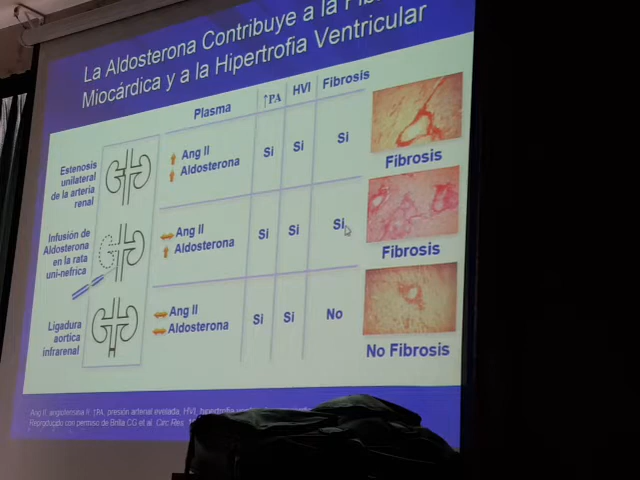 La Aldosterona Contribuye a la
Miocárdica y a la Hipertrofia Ventricular
Plasma ↑PA HVI Fibrosis
Estenosis
unilateral
de la arteria
renal
Ang II
Aldosterona
Si Si Si
Fibrosis
Infusión de
Aldosterona
en la rata
uni-nefrica
Ang II
Aldosterona
Si Si Si
Fibrosis
Ligadura
aortica
infrarenal
Ang II
Aldosterona
Si Si No
No Fibrosis
Ang II, angiotensina II; ↑PA, presión arterial evelada; HVI,
Reproducido con permiso de Brilla CG et al. Circ Res.